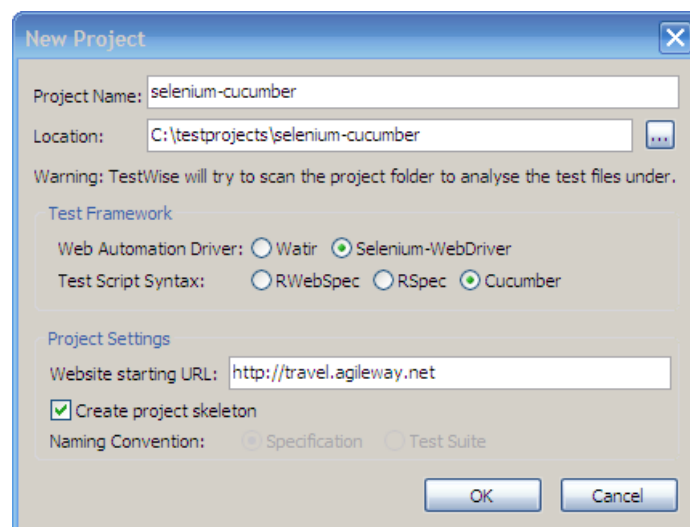 New Project
Project Name: selenium-cucumber
Location: C:\testprojects\selenium-cucumber ...
Warning: TestWise will try to scan the project folder to analyse the test files under.
Test Framework
Web Automation Driver: Watir Selenium-WebDriver
Test Script Syntax: RWebSpec RSpec Cucumber
Project Settings
Website starting URL: http://travel.agileway.net
Create project skeleton
Naming Convention: Specification Test Suite
OK Cancel